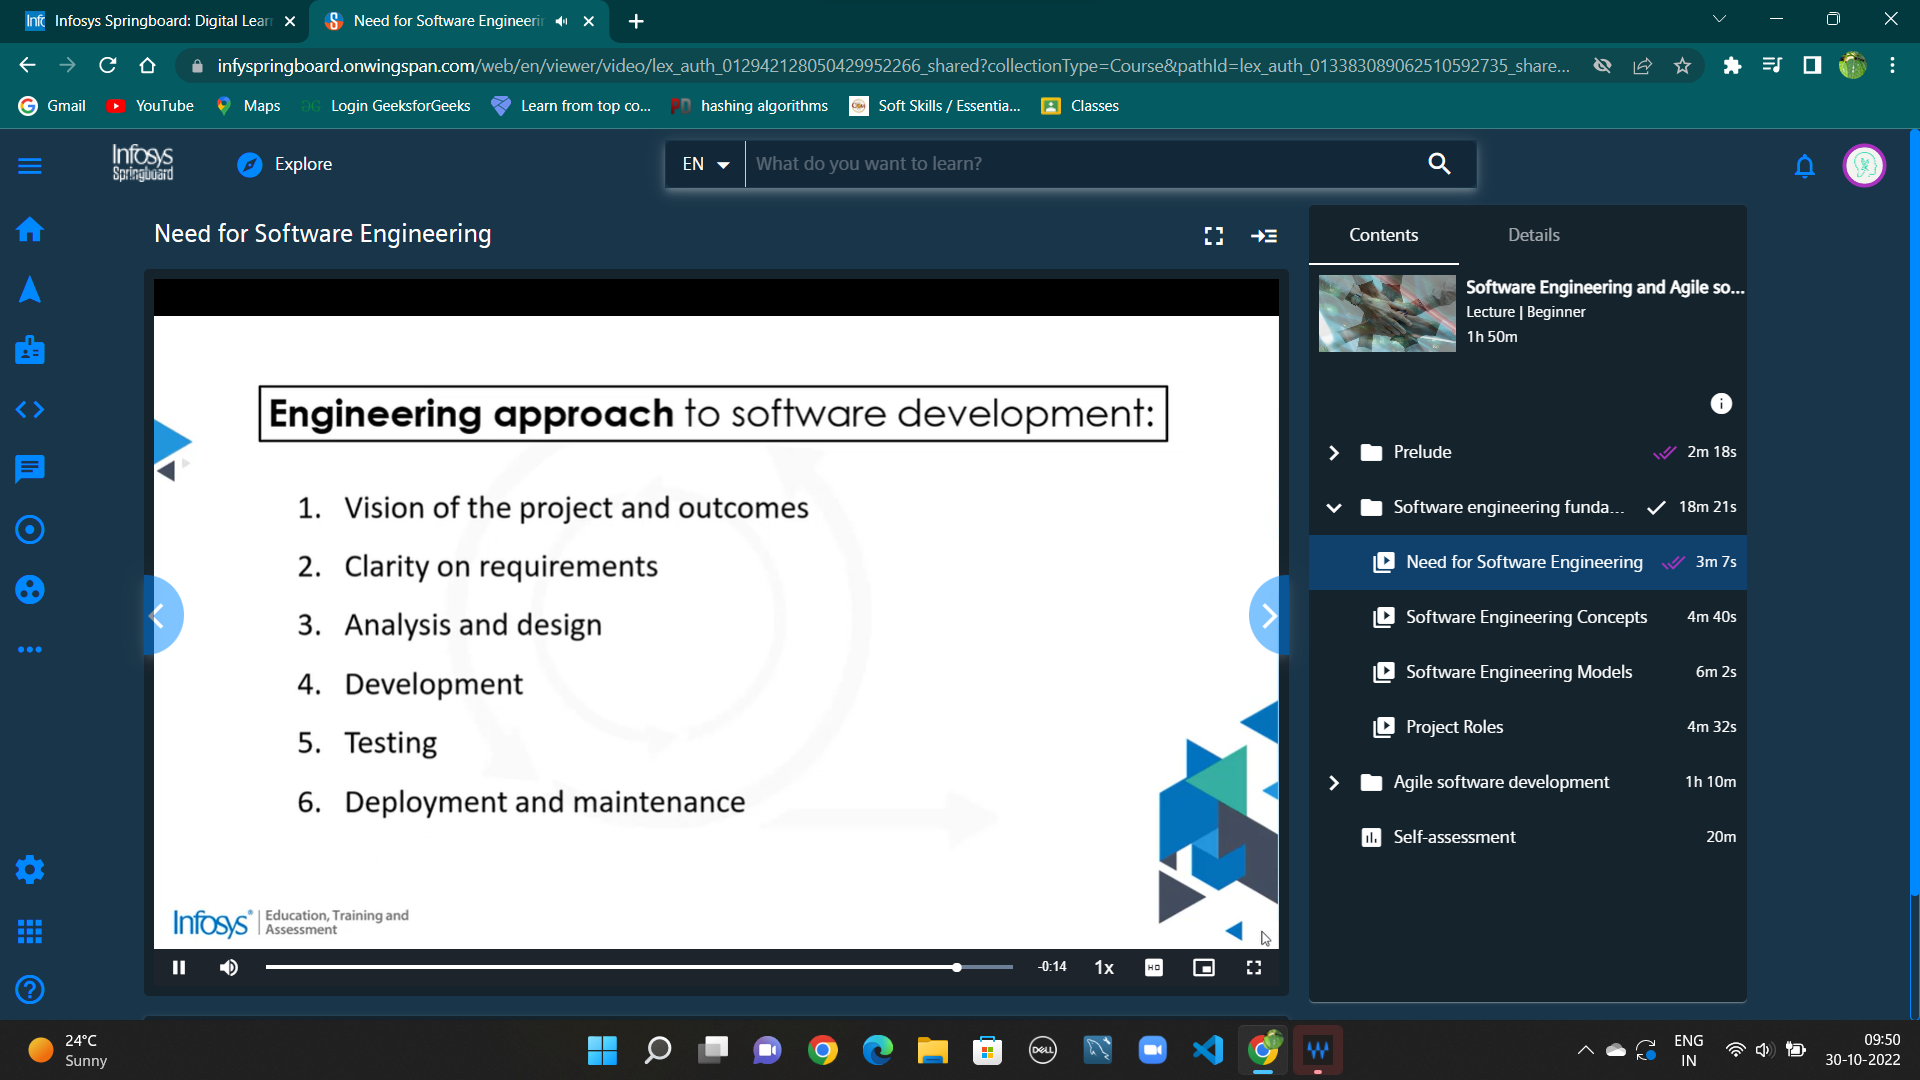 Infosys Springboard: Digital Lear
Need for Software Engineerin
infyspringboard.onwingspan.com/web/en/viewer/video/lex_auth_012942128050429952266_shared?collectionType=Course&pathId=lex_auth_013383089062510592735_share...
Gmail
YouTube
Maps
Login GeeksforGeeks
Learn from top co...
hashing algorithms
Soft Skills / Essentia...
Classes
Infosys
Springboard
Explore
EN
What do you want to learn?
Need for Software Engineering
Engineering approach to software development:
1. Vision of the project and outcomes
2. Clarity on requirements
3. Analysis and design
4. Development
5. Testing
6. Deployment and maintenance
Infosys® | Education, Training and
Assessment
-0:14
1x
HD
Contents
Details
Software Engineering and Agile so...
Lecture | Beginner
1h 50m
Prelude 2m 18s
Software engineering funda... 18m 21s
Need for Software Engineering 3m 7s
Software Engineering Concepts 4m 40s
Software Engineering Models 6m 2s
Project Roles 4m 32s
Agile software development 1h 10m
Self-assessment 20m
24°C
Sunny
DELL
ENG
IN
09:50
30-10-2022